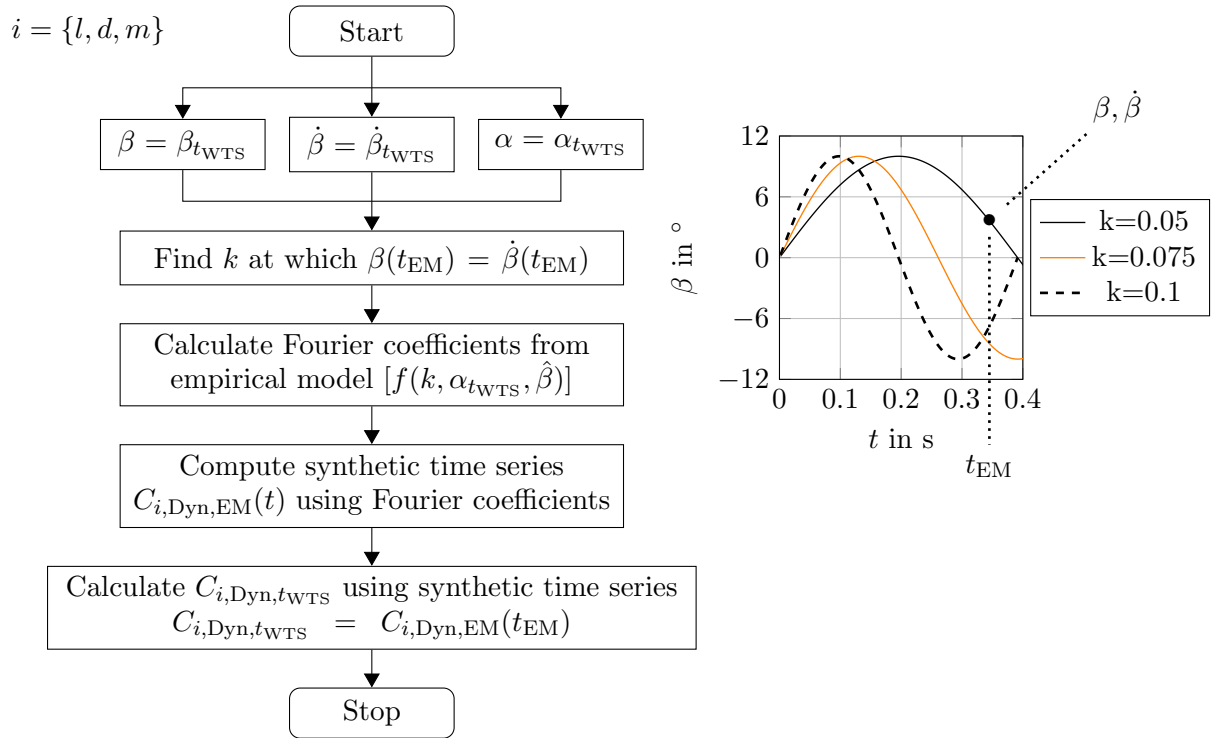 i = {l, d, m}
Start
β = β_{t_WTS}
β̇ = β̇_{t_WTS}
α = α_{t_WTS}
Find k at which β(t_EM) = β̇(t_EM)
Calculate Fourier coefficients from
empirical model [f(k, α_{t_WTS}, β̂)]
Compute synthetic time series
C_{i,Dyn,EM}(t) using Fourier coefficients
Calculate C_{i,Dyn,t_WTS} using synthetic time series
C_{i,Dyn,t_WTS} = C_{i,Dyn,EM}(t_EM)
Stop
β, β̇
12
6
0
−6
−12
β in °
0 0.1 0.2 0.3 0.4
t in s
t_EM
k=0.05
k=0.075
k=0.1